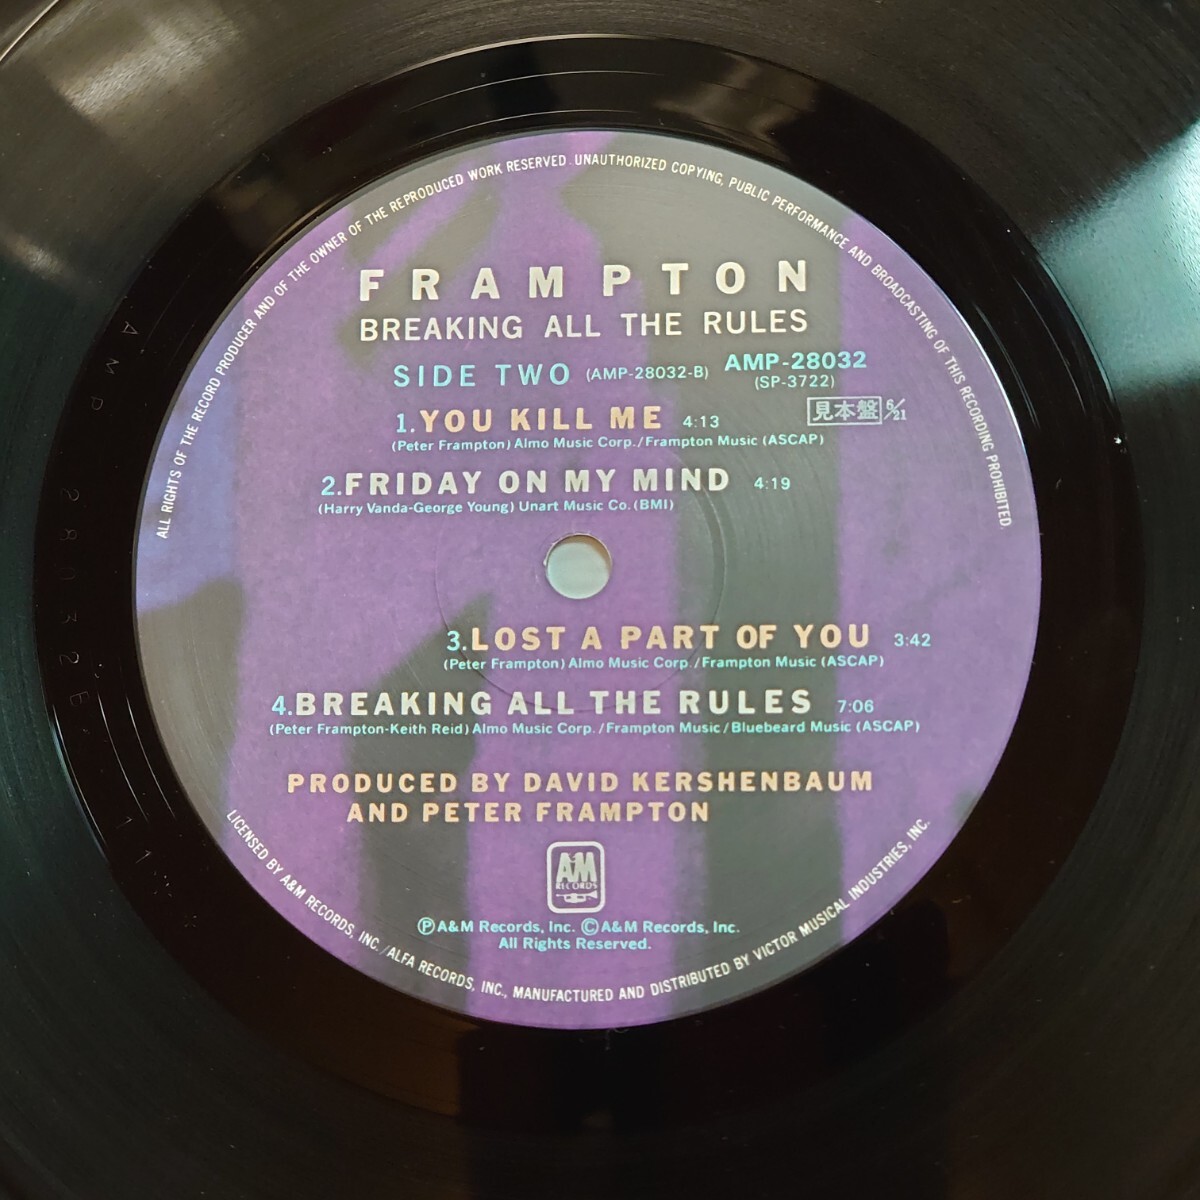 ALL RIGHTS OF THE RECORD PRODUCER AND OF THE OWNER OF THE REPRODUCED WORK RESERVED. UNAUTHORIZED COPYING, PUBLIC PERFORMANCE AND BROADCASTING OF THIS RECORDING PROHIBITED.
FRAMPTON
BREAKING ALL THE RULES
SIDE TWO (AMP-28032-B) AMP-28032
(SP-3722)
見本盤 6/21
1.YOU KILL ME 4:13
(Peter Frampton) Almo Music Corp./Frampton Music (ASCAP)
2.FRIDAY ON MY MIND 4:19
(Harry Vanda-George Young) Unart Music Co. (BMI)
3.LOST A PART OF YOU 3:42
(Peter Frampton) Almo Music Corp./Frampton Music (ASCAP)
4.BREAKING ALL THE RULES 7:06
(Peter Frampton-Keith Reid) Almo Music Corp./Frampton Music/Bluebeard Music (ASCAP)
PRODUCED BY DAVID KERSHENBAUM
AND PETER FRAMPTON
A&M
RECORDS
ⓅA&M Records, Inc. ©A&M Records, Inc.
All Rights Reserved.
LICENSED BY A&M RECORDS, INC./ALFA RECORDS, INC., MANUFACTURED AND DISTRIBUTED BY VICTOR MUSICAL INDUSTRIES, INC.
AMP 28032 B 1 1